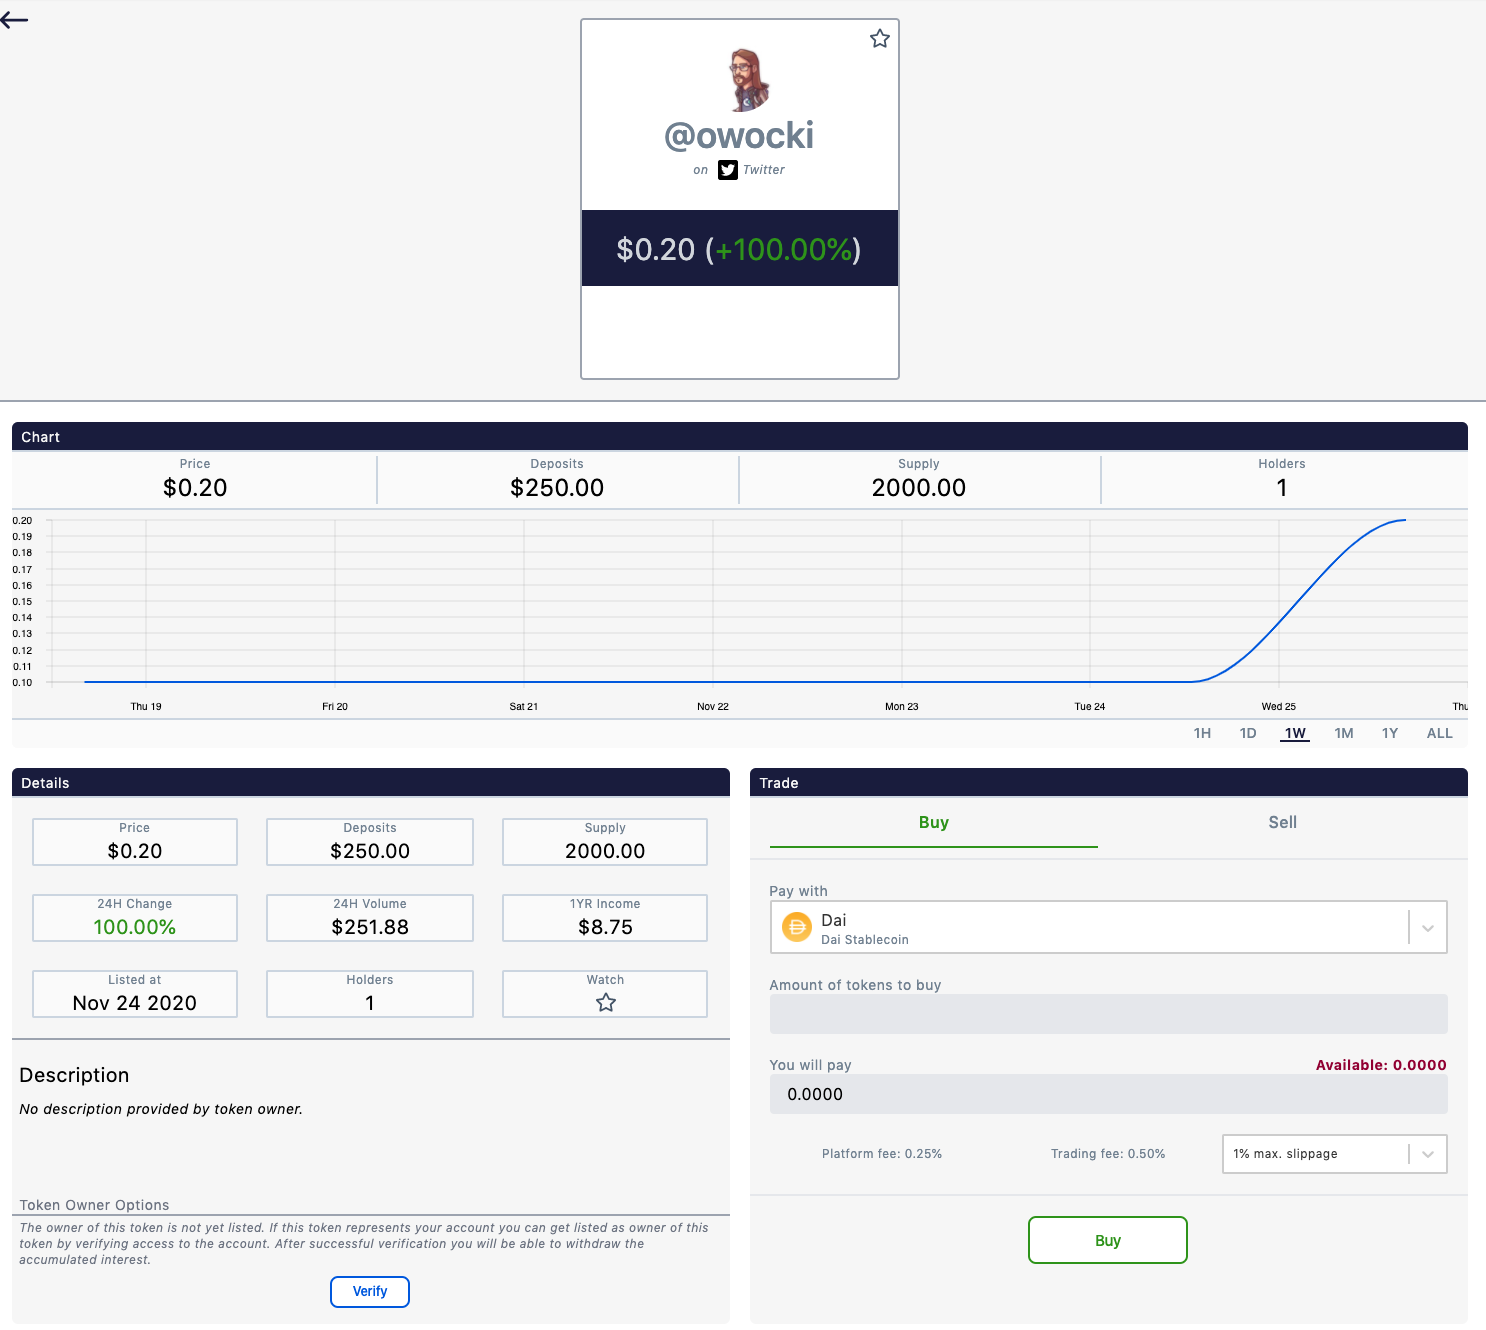 @owocki
on Twitter
$0.20 (+100.00%)
Chart
Price Deposits Supply Holders
$0.20 $250.00 2000.00 1
0.20
0.19
0.18
0.17
0.16
0.15
0.14
0.13
0.12
0.11
0.10
Thu 19 Fri 20 Sat 21 Nov 22 Mon 23 Tue 24 Wed 25 Thu
1H 1D 1W 1M 1Y ALL
Details
Price Deposits Supply
$0.20 $250.00 2000.00
24H Change 24H Volume 1YR Income
100.00% $251.88 $8.75
Listed at Holders Watch
Nov 24 2020 1
Description
No description provided by token owner.
Token Owner Options
The owner of this token is not yet listed. If this token represents your account you can get listed as owner of this
token by verifying access to the account. After successful verification you will be able to withdraw the
accumulated interest.
Verify
Trade
Buy Sell
Pay with
Dai
Dai Stablecoin
Amount of tokens to buy
You will pay Available: 0.0000
0.0000
Platform fee: 0.25% Trading fee: 0.50% 1% max. slippage
Buy